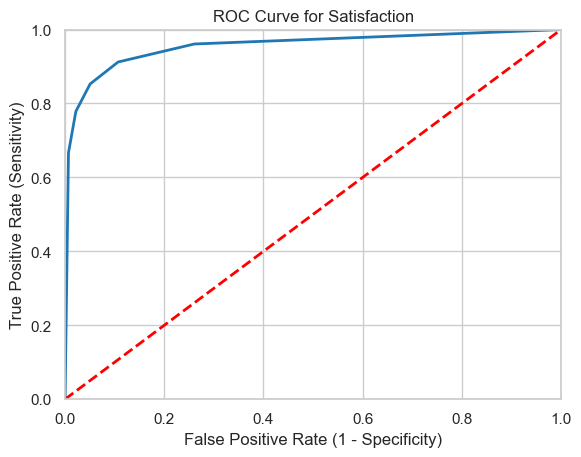 ROC Curve for Satisfaction
True Positive Rate (Sensitivity)
1.0
0.8
0.6
0.4
0.2
0.0
0.0 0.2 0.4 0.6 0.8 1.0
False Positive Rate (1 - Specificity)